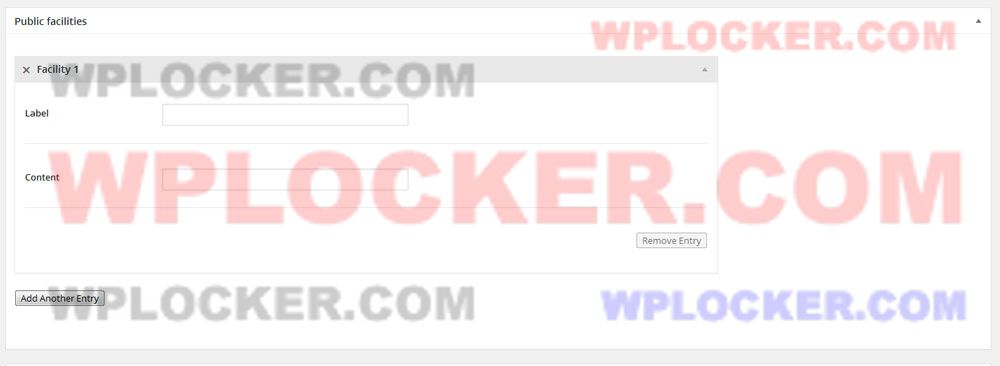 Public facilities
WPLOCKER.COM
Facility 1
WPLOCKER.COM
Label
WPLOCKER.COM
Content
Remove Entry
Add Another Entry
WPLOCKER.COM
WPLOCKER.COM